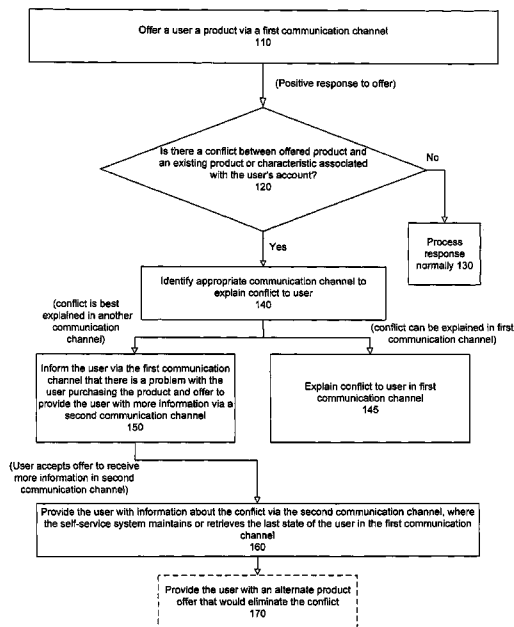 Offer a user a product via a first communication channel
110
(Positive response to offer)
Is there a conflict between offered product and
an existing product or characteristic associated
with the user's account?
120
No
Process
response
normally 130
Yes
Identify appropriate communication channel to
explain conflict to user
140
(conflict is best
explained in another
communication
channel)
(conflict can be explained in first
communication channel)
Inform the user via the first communication
channel that there is a problem with the
user purchasing the product and offer to
provide the user with more information via a
second communication channel
150
Explain conflict to user in first
communication channel
145
(User accepts offer to receive
more information in second
communication channel)
Provide the user with information about the conflict via the second communication channel, where
the self-service system maintains or retrieves the last state of the user in the first communication
channel
160
Provide the user with an alternate product
offer that would eliminate the conflict
170